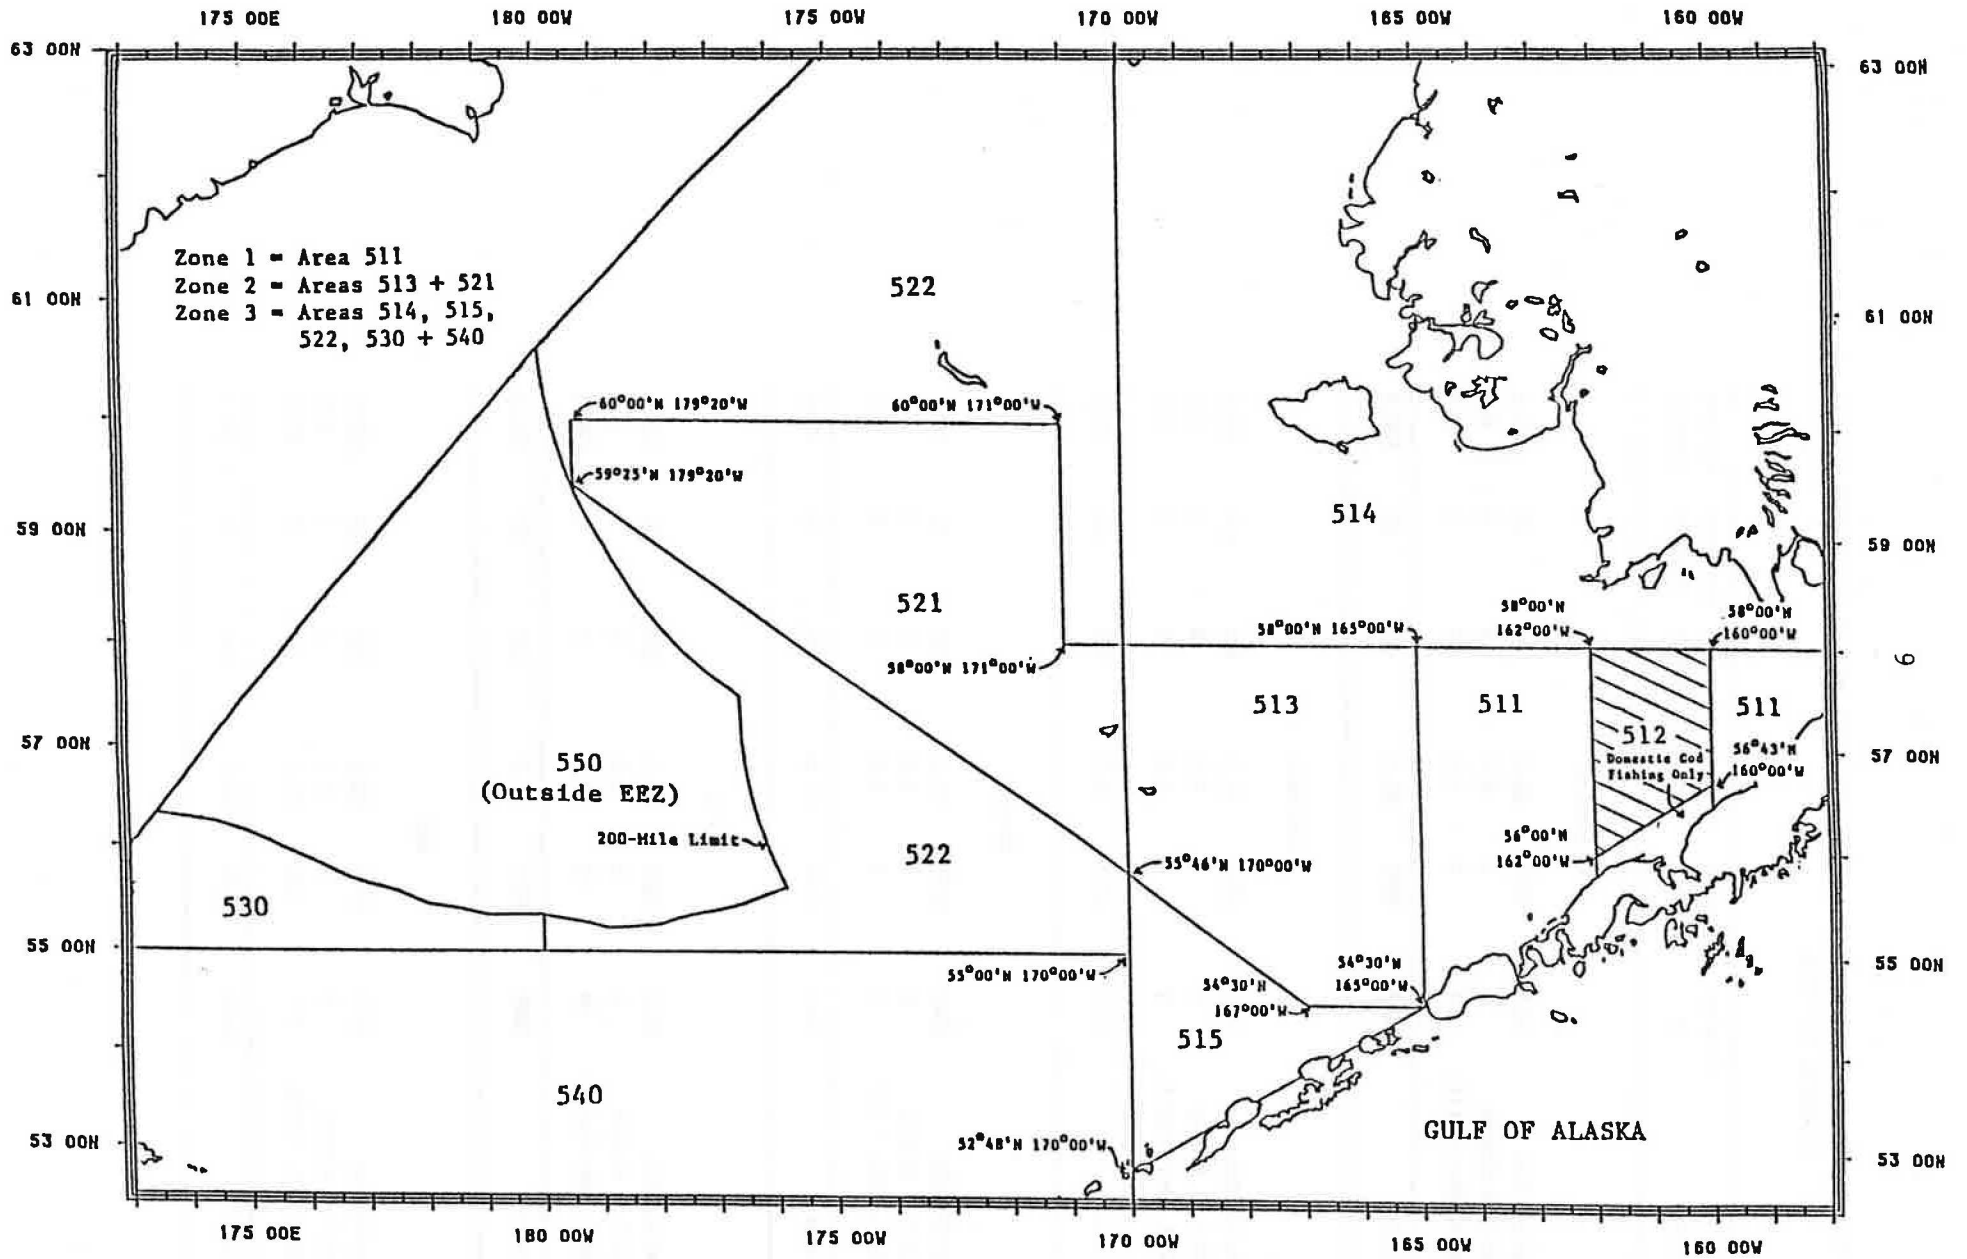 175 00E 180 00W 175 00W 170 00W 165 00W 160 00W
63 00N 63 00N
Zone 1 = Area 511
Zone 2 = Areas 513 + 521
Zone 3 = Areas 514, 515,
522, 530 + 540
522
61 00N 61 00N
60°00'N 179°20'W 60°00'N 171°00'W
59°25'N 179°20'W
514
59 00N 59 00N
521
58°00'N 165°00'W
58°00'N
162°00'W
58°00'N
160°00'W
58°00'N 171°00'W
9
513 511 511
512
Domestic Cod
Fishing Only
56°43'N
160°00'W
57 00N 57 00N
550
(Outside EEZ)
200-Mile Limit
522
55°46'N 170°00'W
56°00'N
162°00'W
530
55 00N 55 00N
55°00'N 170°00'W
54°30'N
167°00'W
54°30'N
165°00'W
515
540
GULF OF ALASKA
52°48'N 170°00'W
53 00N 53 00N
175 00E 180 00W 175 00W 170 00W 165 00W 160 00W